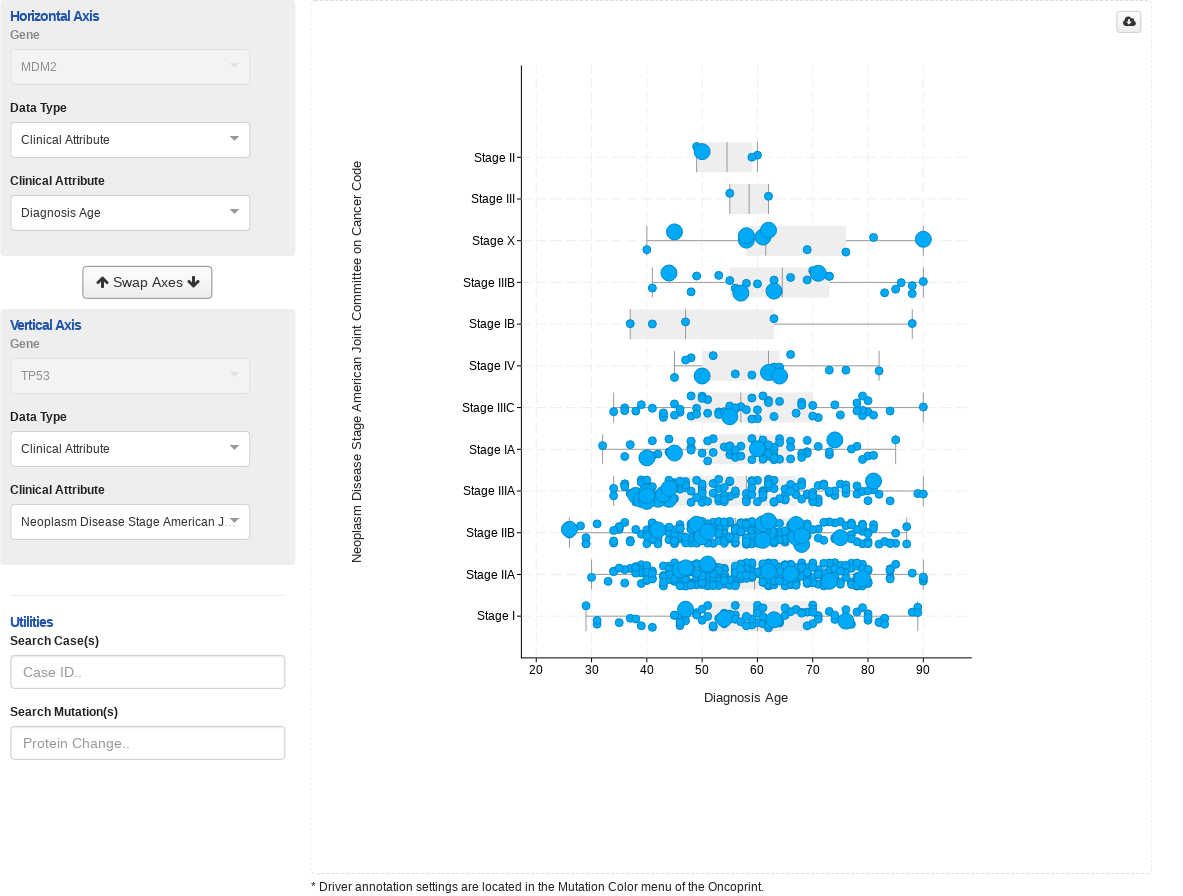 Horizontal Axis
Gene
MDM2
Data Type
Clinical Attribute
Clinical Attribute
Diagnosis Age
Swap Axes
Vertical Axis
Gene
TP53
Data Type
Clinical Attribute
Clinical Attribute
Neoplasm Disease Stage American J...
Utilities
Search Case(s)
Case ID..
Search Mutation(s)
Protein Change..
Neoplasm Disease Stage American Joint Committee on Cancer Code
Stage II
Stage III
Stage X
Stage IIIB
Stage IB
Stage IV
Stage IIIC
Stage IA
Stage IIIA
Stage IIB
Stage IIA
Stage I
20 30 40 50 60 70 80 90
Diagnosis Age
* Driver annotation settings are located in the Mutation Color menu of the Oncoprint.